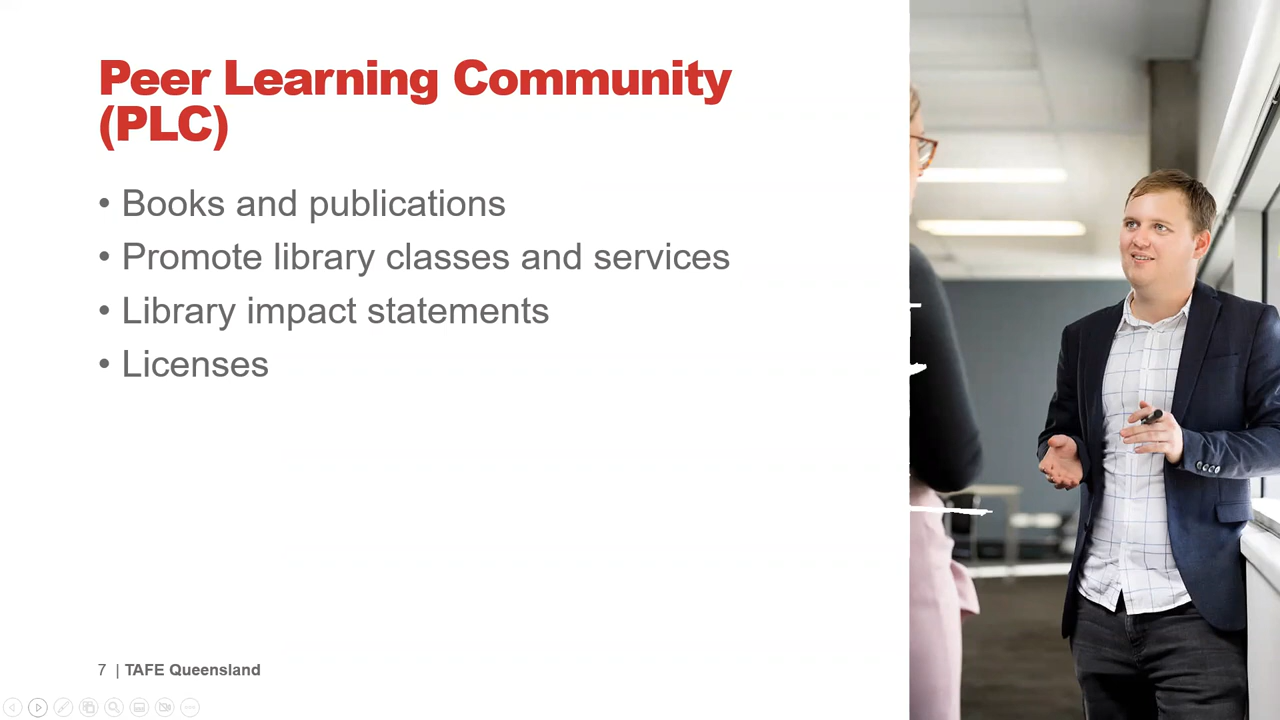 Peer Learning Community
(PLC)
• Books and publications
• Promote library classes and services
• Library impact statements
• Licenses
7 | TAFE Queensland